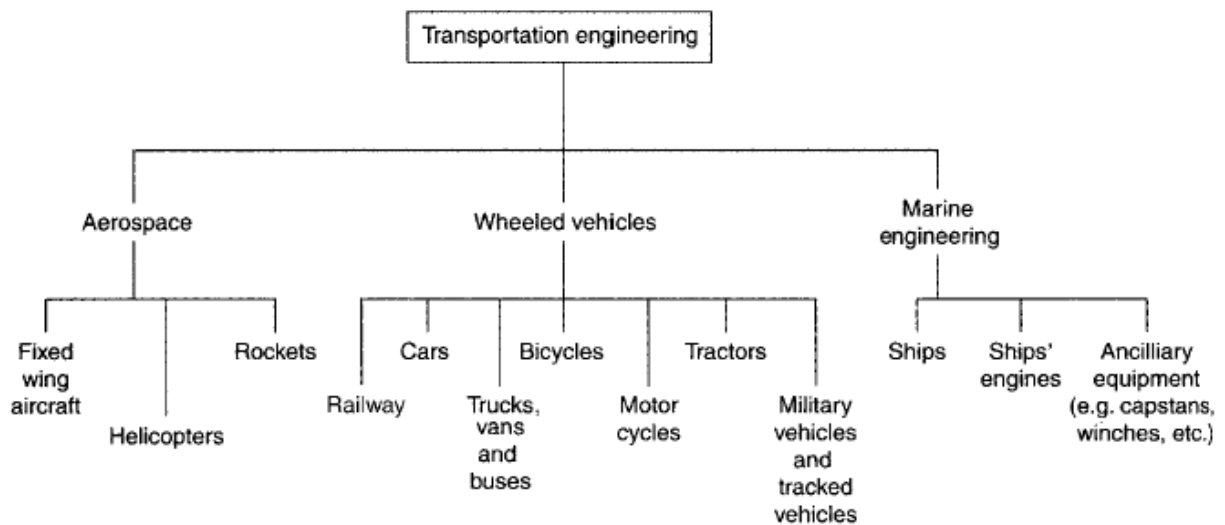 Transportation engineering
Aerospace
Wheeled vehicles
Marine
engineering
Fixed
wing
aircraft
Helicopters
Rockets
Railway
Cars
Trucks,
vans
and
buses
Bicycles
Motor
cycles
Tractors
Military
vehicles
and
tracked
vehicles
Ships
Ships'
engines
Ancilliary
equipment
(e.g. capstans,
winches, etc.)